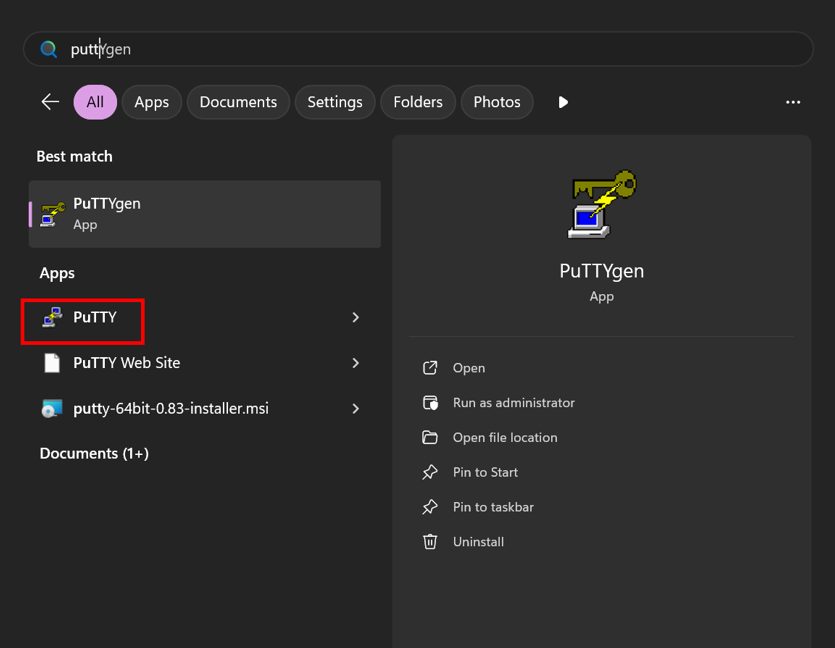 puttYgen
All
Apps
Documents
Settings
Folders
Photos
Best match
PuTTYgen
App
Apps
PuTTY
PuTTY Web Site
putty-64bit-0.83-installer.msi
Documents (1+)
PuTTYgen
App
Open
Run as administrator
Open file location
Pin to Start
Pin to taskbar
Uninstall